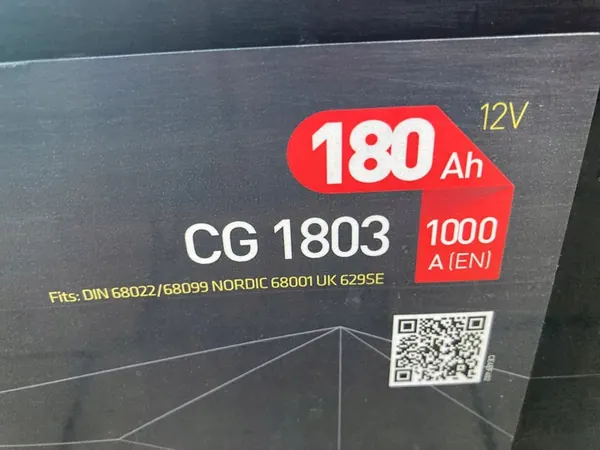 12V
180 Ah
CG 1803
1000
A (EN)
Fits: DIN 68022/68099 NORDIC 68001 UK 629SE